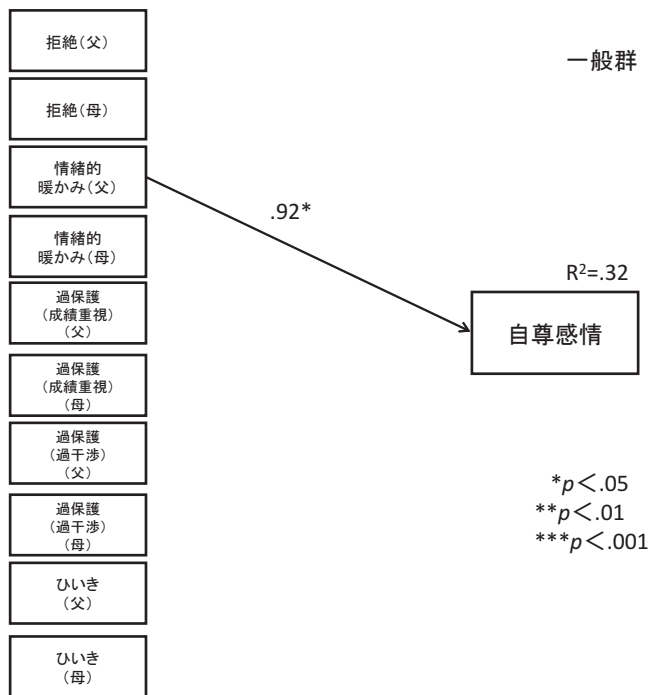 拒絶(父)
一般群
拒絶(母)
情緒的
暖かみ(父)
.92*
情緒的
暖かみ(母)
R²=.32
過保護
(成績重視)
(父)
自尊感情
過保護
(成績重視)
(母)
過保護
(過干渉)
(父)
*p<.05
過保護
(過干渉)
(母)
**p<.01
***p<.001
ひいき
(父)
ひいき
(母)